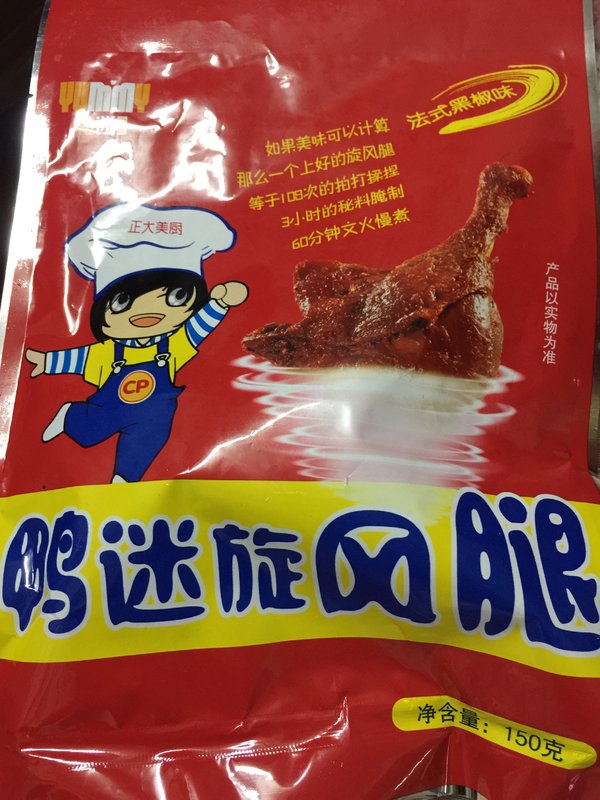 YUMMY
法式黑椒味
如果美味可以计算
那么一个上好的旋风腿
等于108次的拍打揉捏
3小时的秘料腌制
60分钟文火慢煮
正大美厨
CP
产品以实物为准
鸭迷旋风腿
净含量：150克